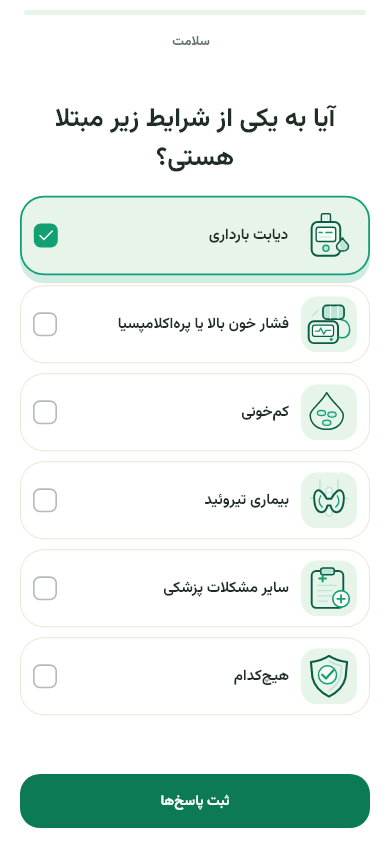 سلامت
آیا به یکی از شرایط زیر مبتلا
هستی؟
دیابت بارداری
فشار خون بالا یا پره‌اکلامپسیا
کم‌خونی
بیماری تیروئید
سایر مشکلات پزشکی
هیچ‌کدام
ثبت پاسخ‌ها